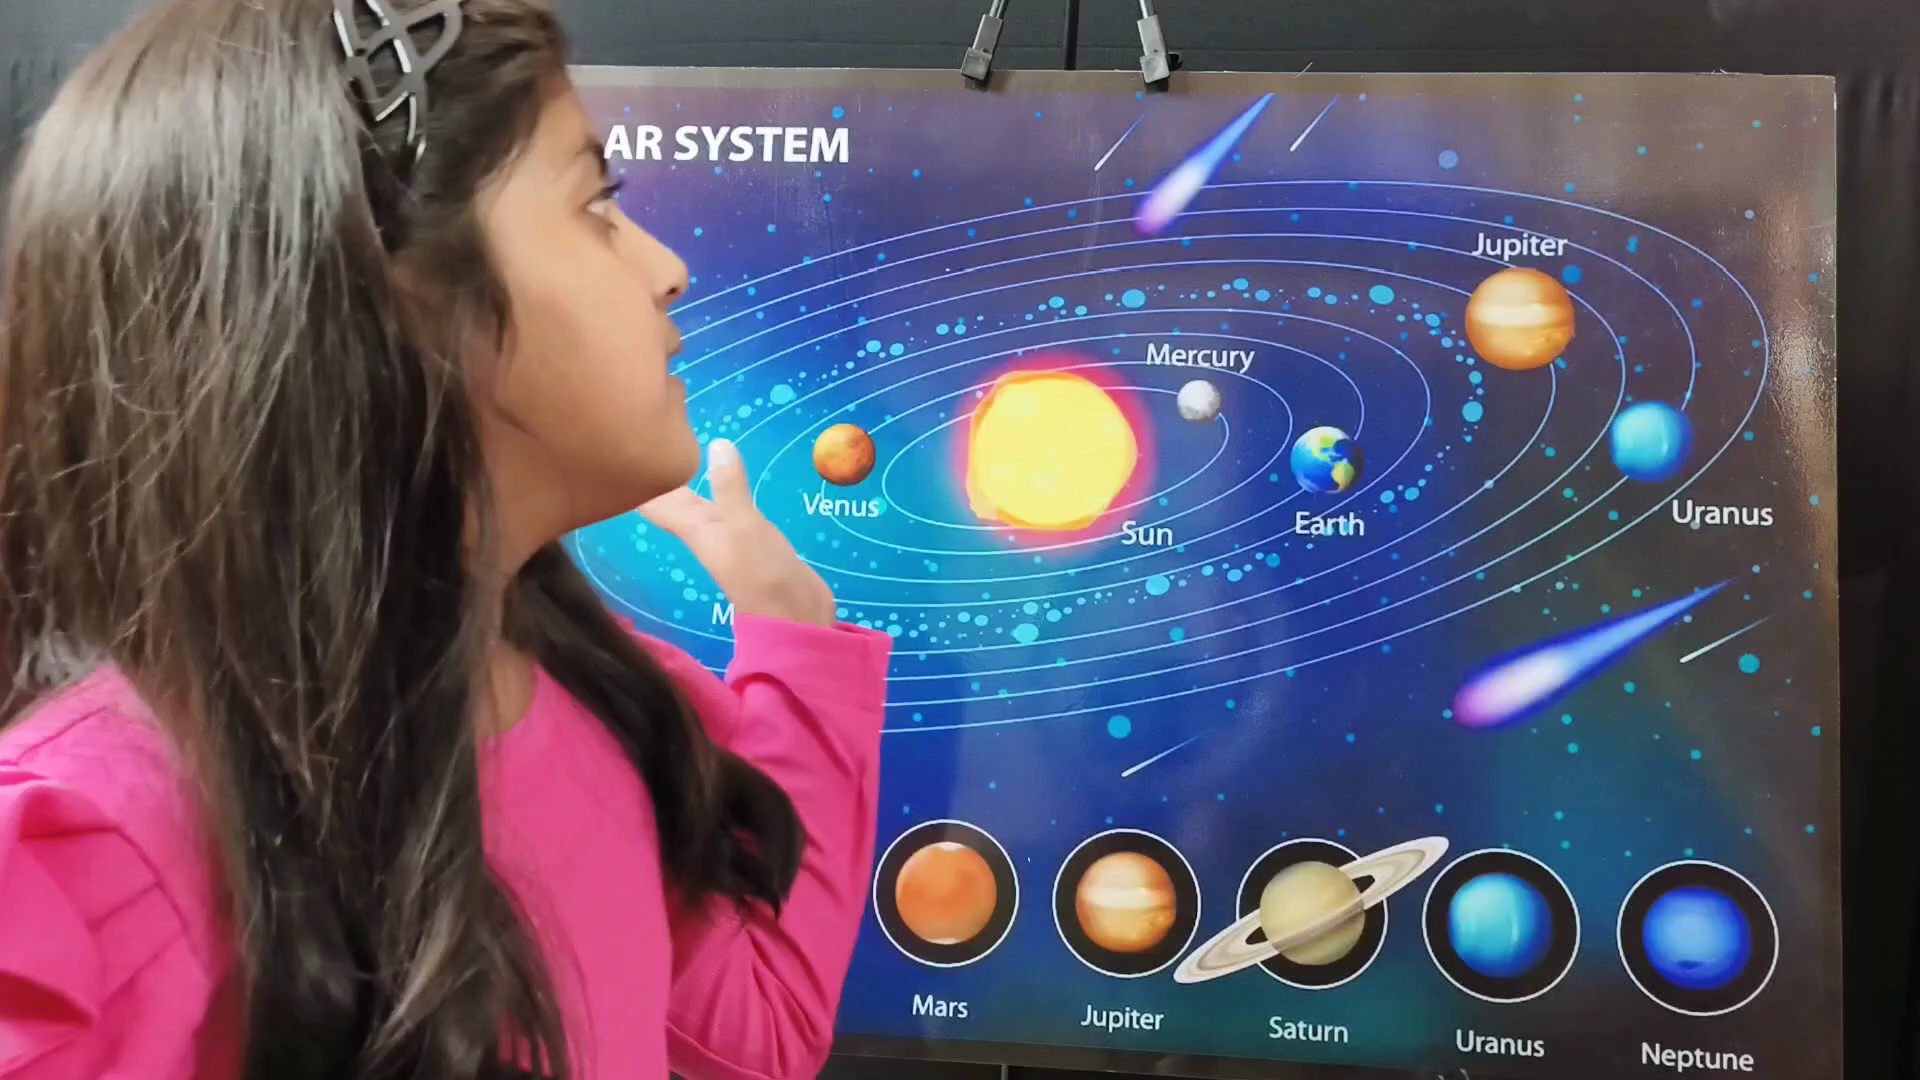 AR SYSTEM
Jupiter
Mercury
Venus
Sun
Earth
Uranus
M
Mars
Jupiter
Saturn
Uranus
Neptune